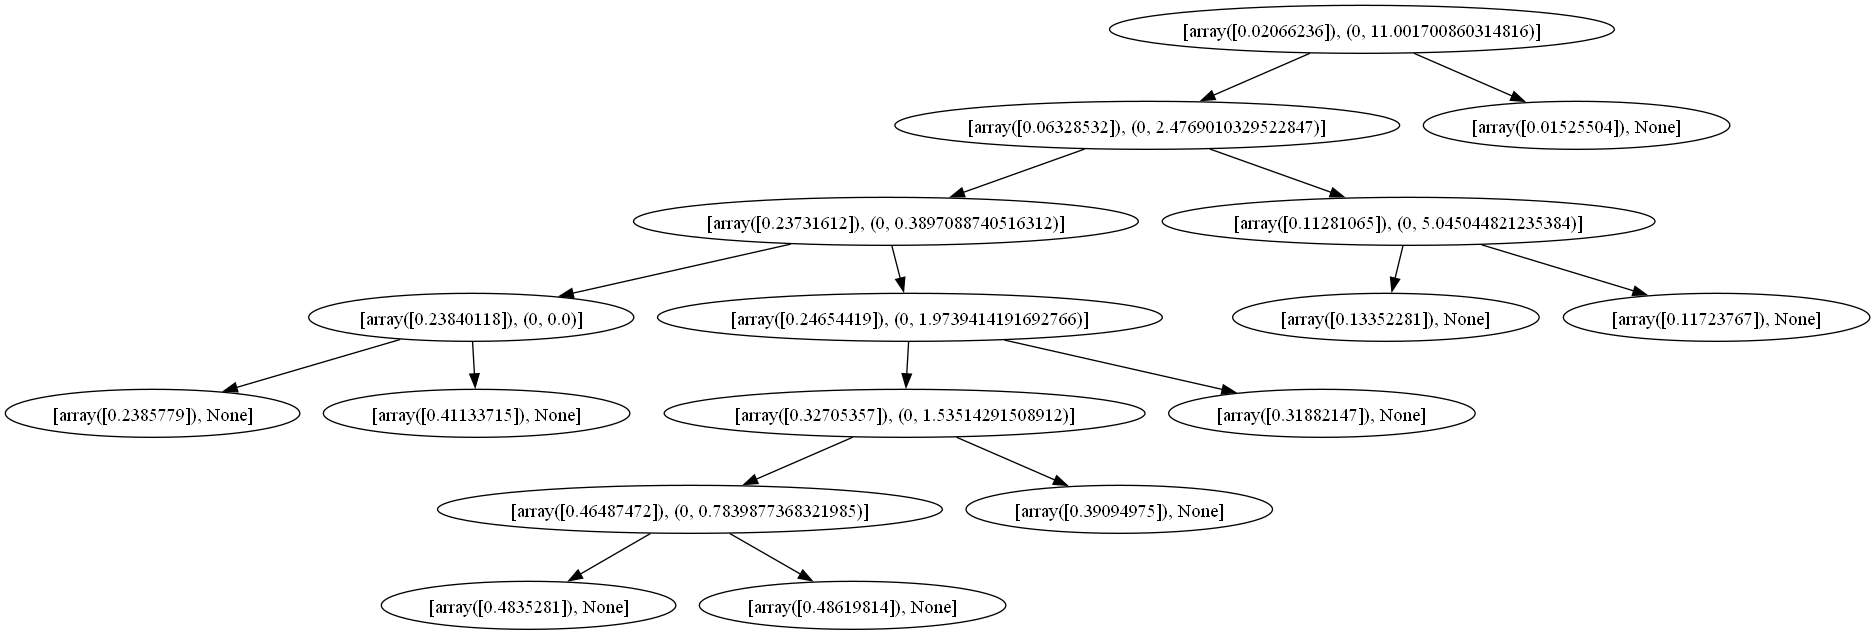 [array([0.02066236]), (0, 11.001700860314816)]
[array([0.06328532]), (0, 2.4769010329522847)]
[array([0.01525504]), None]
[array([0.23731612]), (0, 0.3897088740516312)]
[array([0.11281065]), (0, 5.045044821235384)]
[array([0.23840118]), (0, 0.0)]
[array([0.24654419]), (0, 1.9739414191692766)]
[array([0.13352281]), None]
[array([0.11723767]), None]
[array([0.2385779]), None]
[array([0.41133715]), None]
[array([0.32705357]), (0, 1.53514291508912)]
[array([0.31882147]), None]
[array([0.46487472]), (0, 0.7839877368321985)]
[array([0.39094975]), None]
[array([0.4835281]), None]
[array([0.48619814]), None]